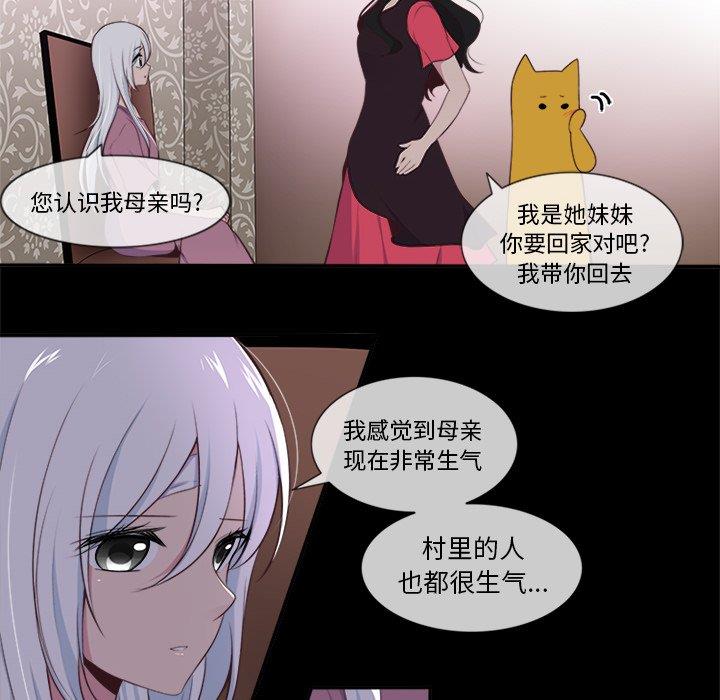 您认识我母亲吗?
我是她妹妹
你要回家对吧?
我带你回去
我感觉到母亲
现在非常生气
村里的人
也都很生气...